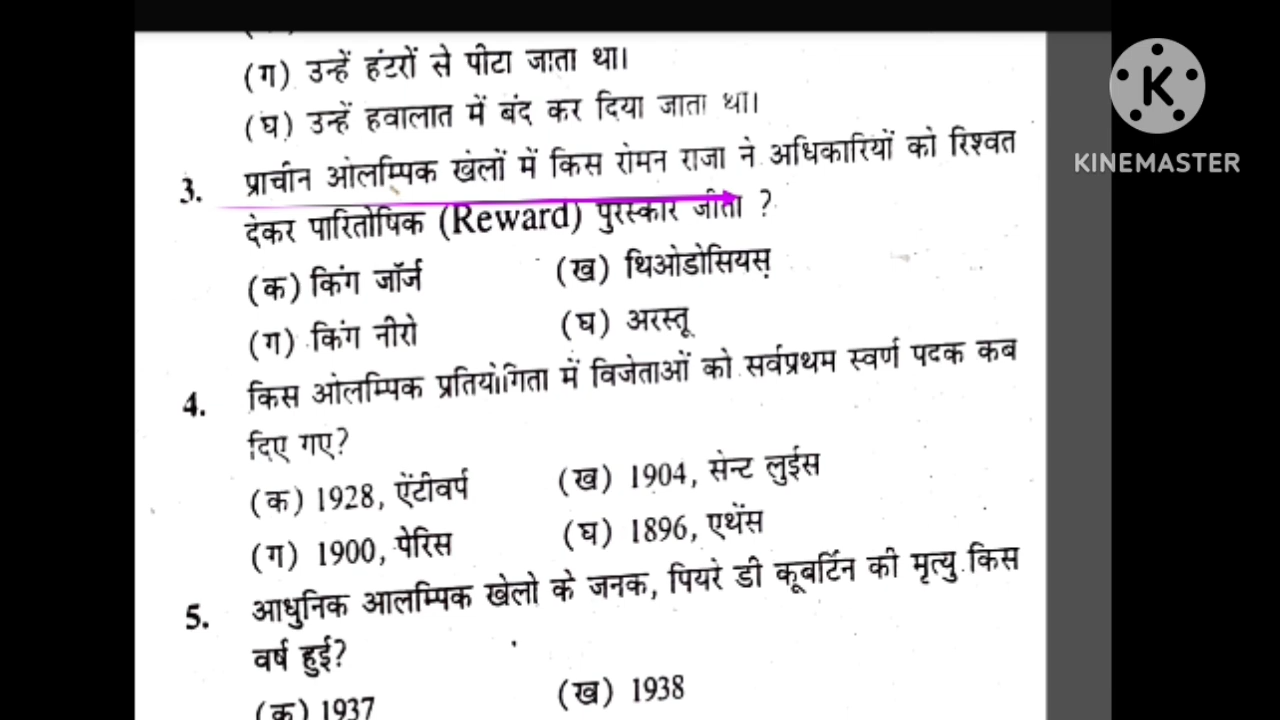 (ग) उन्हें हंटरों से पीटा जाता था।
(घ) उन्हें हवालात में बंद कर दिया जाता था।
3. प्राचीन ओलम्पिक खेलों में किस रोमन राजा ने अधिकारियों को रिश्वत
देकर पारितोषिक (Reward) पुरस्कार जीता ?
(क) किंग जॉर्ज (ख) थिओडोसियस्
(ग) किंग नीरो (घ) अरस्तू
4. किस ओलम्पिक प्रतियोगिता में विजेताओं को सर्वप्रथम स्वर्ण पदक कब
दिए गए?
(क) 1928, ऐंटीवर्प (ख) 1904, सेन्ट लुईस
(ग) 1900, पेरिस (घ) 1896, एथेंस
5. आधुनिक आलम्पिक खेलो के जनक, पियरे डी कूबर्टिन की मृत्यु किस
वर्ष हुई?
(क) 1937 (ख) 1938
KINEMASTER